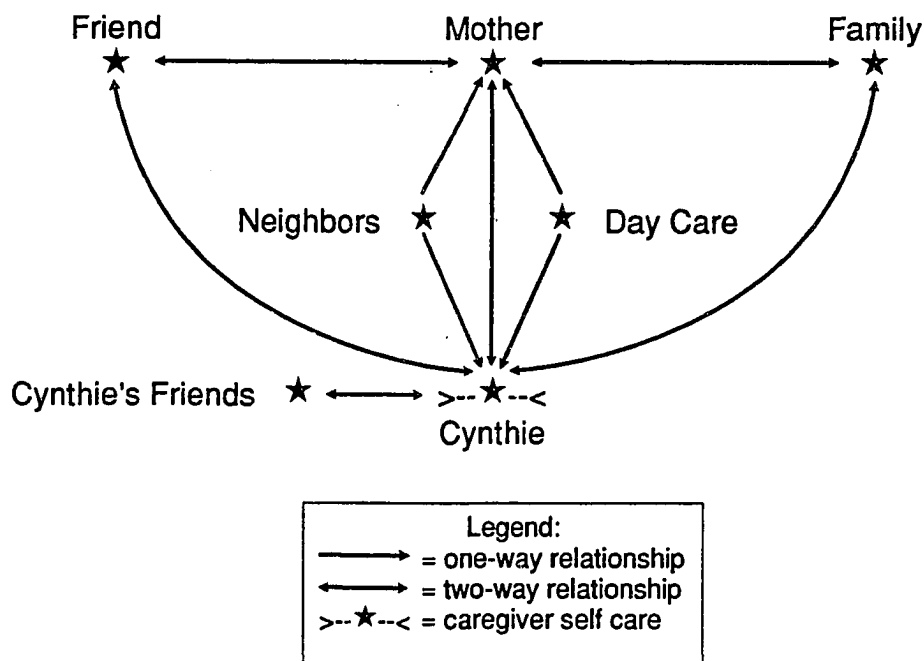 Friend
Mother
Family
Neighbors
Day Care
Cynthie's Friends
>--★--<
Cynthie
Legend:
= one-way relationship
= two-way relationship
>--★--< = caregiver self care